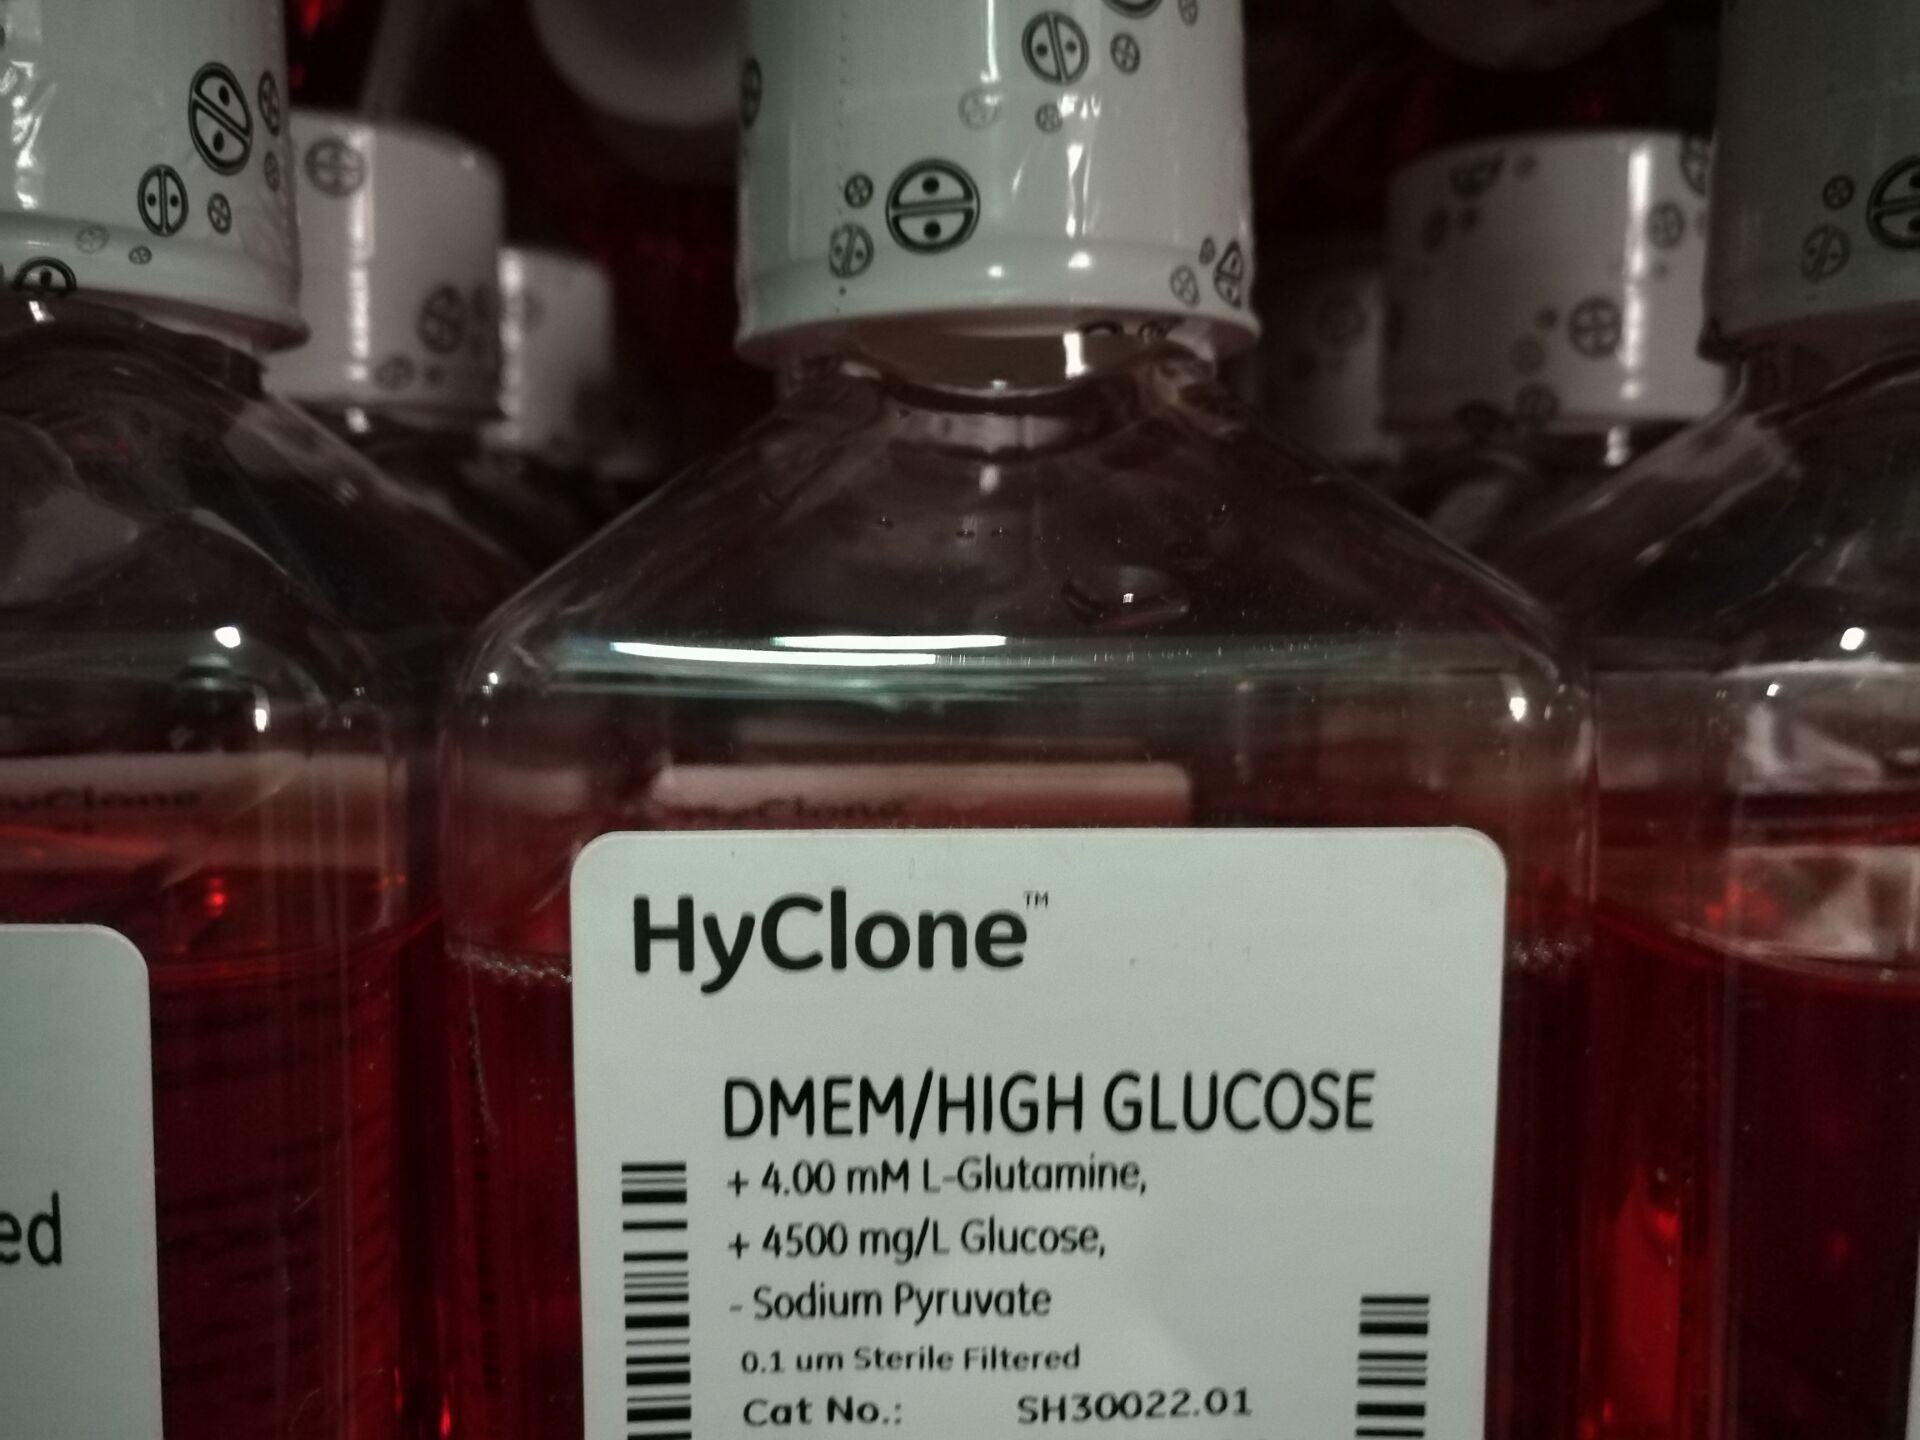 HyClone™
DMEM/HIGH GLUCOSE
+ 4.00 mM L-Glutamine,
+ 4500 mg/L Glucose,
- Sodium Pyruvate
0.1 um Sterile Filtered
Cat No.: SH30022.01
ed